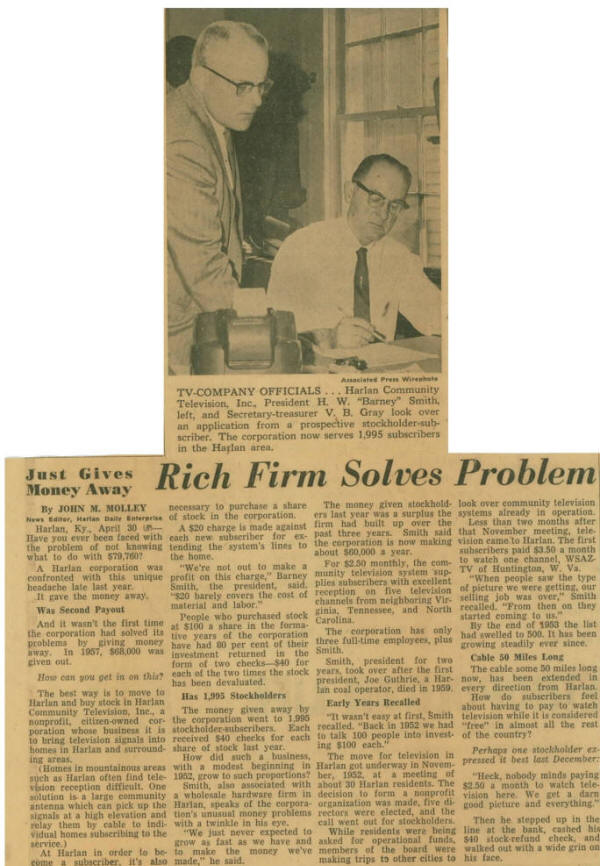 Associated Press Wirephoto
TV-COMPANY OFFICIALS . . . Harlan Community
Television, Inc., President H. W. "Barney" Smith,
left, and Secretary-treasurer V. B. Gray look over
an application from a prospective stockholder-sub-
scriber. The corporation now serves 1,995 subscribers
in the Harlan area.
Just Gives
Money Away
Rich Firm Solves Problem
By JOHN M. MOLLEY
News Editor, Harlan Daily Enterprise
Harlan, Ky., April 30 (AP)—
Have you ever been faced with
the problem of not knowing
what to do with $79,760?
A Harlan corporation was
confronted with this unique
headache late last year.
It gave the money away.
Was Second Payout
And it wasn't the first time
the corporation had solved its
problems by giving money
away. In 1957, $68,000 was
given out.
How can you get in on this?
The best way is to move to
Harlan and buy stock in Harlan
Community Television, Inc., a
nonprofit, citizen-owned cor-
poration whose business it is
to bring television signals into
homes in Harlan and surround-
ing areas.
(Homes in mountainous areas
such as Harlan often find tele-
vision reception difficult. One
solution is a large community
antenna which can pick up the
signals at a high elevation and
relay them by cable to indi-
vidual homes subscribing to the
service.)
At Harlan in order to be-
come a subscriber, it's also
necessary to purchase a share
of stock in the corporation.
A $20 charge is made against
each new subscriber for ex-
tending the system's lines to
the home.
"We're not out to make a
profit on this charge," Barney
Smith, the president, said.
"$20 barely covers the cost of
material and labor."
People who purchased stock
at $100 a share in the forma-
tive years of the corporation
have had 80 per cent of their
investment returned in the
form of two checks—$40 for
each of the two times the stock
has been devaluated.
Has 1,995 Stockholders
The money given away by
the corporation went to 1,995
stockholder-subscribers. Each
received $40 checks for each
share of stock last year.
How did such a business,
with a modest beginning in
1952, grow to such proportions?
Smith, also associated with
a wholesale hardware firm in
Harlan, speaks of the corpora-
tion's unusual money problems
with a twinkle in his eye.
"We just never expected to
grow as fast as we have and
to make the money we've
made," he said.
The money given stockhold-
ers last year was a surplus the
firm had built up over the
past three years. Smith said
the corporation is now making
about $60,000 a year.
For $2.50 monthly, the com-
munity television system sup-
plies subscribers with excellent
reception on five television
channels from neighboring Vir-
ginia, Tennessee, and North
Carolina.
The corporation has only
three full-time employees, plus
Smith.
Smith, president for two
years, took over after the first
president, Joe Guthrie, a Har-
lan coal operator, died in 1959.
Early Years Recalled
"It wasn't easy at first, Smith
recalled. "Back in 1952 we had
to talk 100 people into invest-
ing $100 each."
The move for television in
Harlan got underway in Novem-
ber, 1952, at a meeting of
about 30 Harlan residents. The
decision to form a nonprofit
organization was made, five di-
rectors were elected, and the
call went out for stockholders.
While residents were being
asked for operational funds,
members of the board were
making trips to other cities to
look over community television
systems already in operation.
Less than two months after
that November meeting, tele-
vision came to Harlan. The first
subscribers paid $3.50 a month
to watch one channel, WSAZ-
TV of Huntington, W. Va.
"When people saw the type
of picture we were getting, our
selling job was over," Smith
recalled. "From then on they
started coming to us."
By the end of 1953 the list
had swelled to 500. It has been
growing steadily ever since.
Cable 50 Miles Long
The cable some 50 miles long
now, has been extended in
every direction from Harlan.
How do subscribers feel
about having to pay to watch
television while it is considered
"free" in almost all the rest
of the country?
Perhaps one stockholder ex-
pressed it best last December:
"Heck, nobody minds paying
$2.50 a month to watch tele-
vision here. We get a darn
good picture and everything."
Then he stepped up in the
line at the bank, cashed his
$40 stock-refund check, and
walked out with a wide grin on
his face.